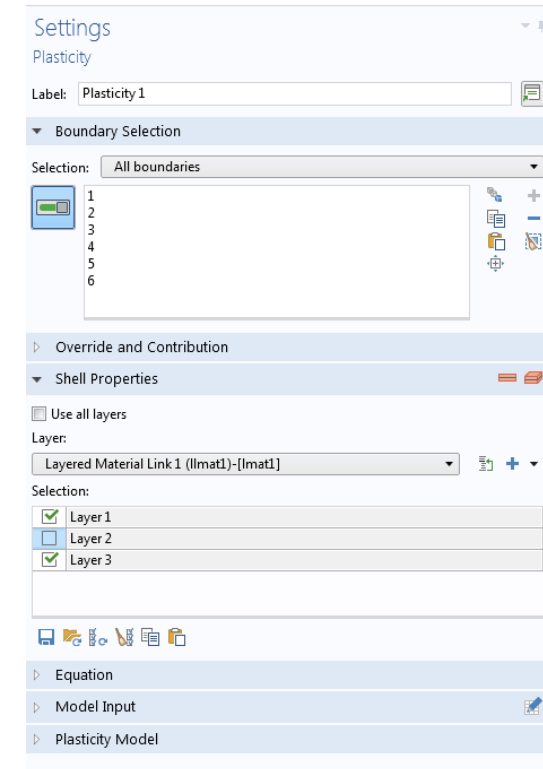 Settings
Plasticity
Label: Plasticity 1
Boundary Selection
Selection: All boundaries
1
2
3
4
5
6
Override and Contribution
Shell Properties
Use all layers
Layer:
Layered Material Link 1 (llmat1)-[lmat1]
Selection:
Layer 1
Layer 2
Layer 3
Equation
Model Input
Plasticity Model